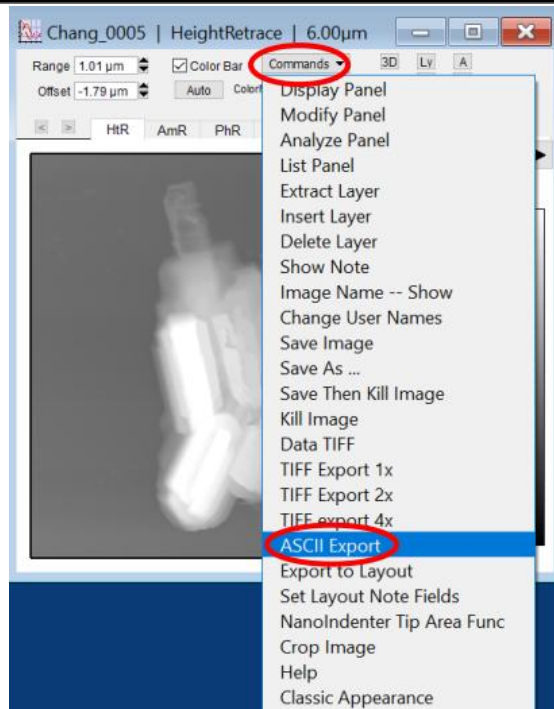 Chang_0005 | HeightRetrace | 6.00µm
Range 1.01 µm Color Bar Commands 3D Ly A
Offset -1.79 µm Auto
HtR AmR PhR
Display Panel
Modify Panel
Analyze Panel
List Panel
Extract Layer
Insert Layer
Delete Layer
Show Note
Image Name -- Show
Change User Names
Save Image
Save As ...
Save Then Kill Image
Kill Image
Data TIFF
TIFF Export 1x
TIFF Export 2x
TIFF export 4x
ASCII Export
Export to Layout
Set Layout Note Fields
NanoIndenter Tip Area Func
Crop Image
Help
Classic Appearance